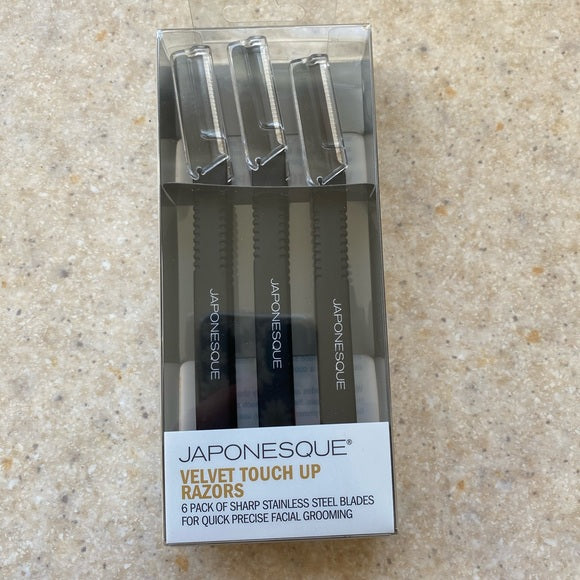 JAPONESQUE
JAPONESQUE
JAPONESQUE
JAPONESQUE®
VELVET TOUCH UP
RAZORS
6 PACK OF SHARP STAINLESS STEEL BLADES
FOR QUICK PRECISE FACIAL GROOMING